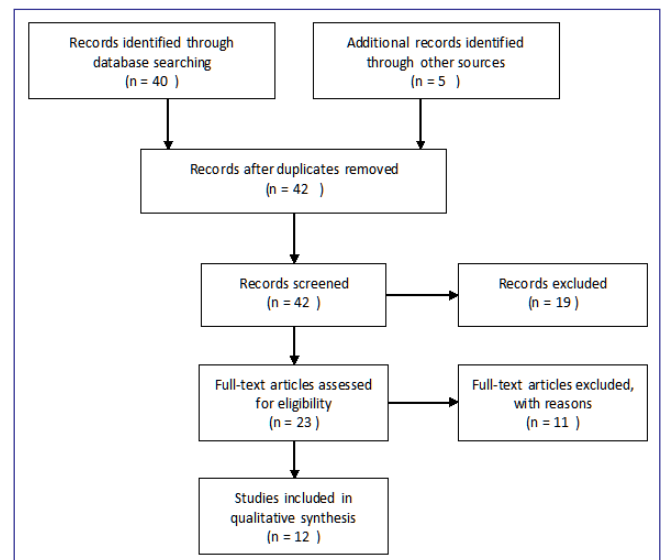 Records identified through
database searching
(n = 40 )
Additional records identified
through other sources
(n = 5 )
Records after duplicates removed
(n = 42 )
Records screened
(n = 42 )
Records excluded
(n = 19 )
Full-text articles assessed
for eligibility
(n = 23 )
Full-text articles excluded,
with reasons
(n = 11 )
Studies included in
qualitative synthesis
(n = 12 )